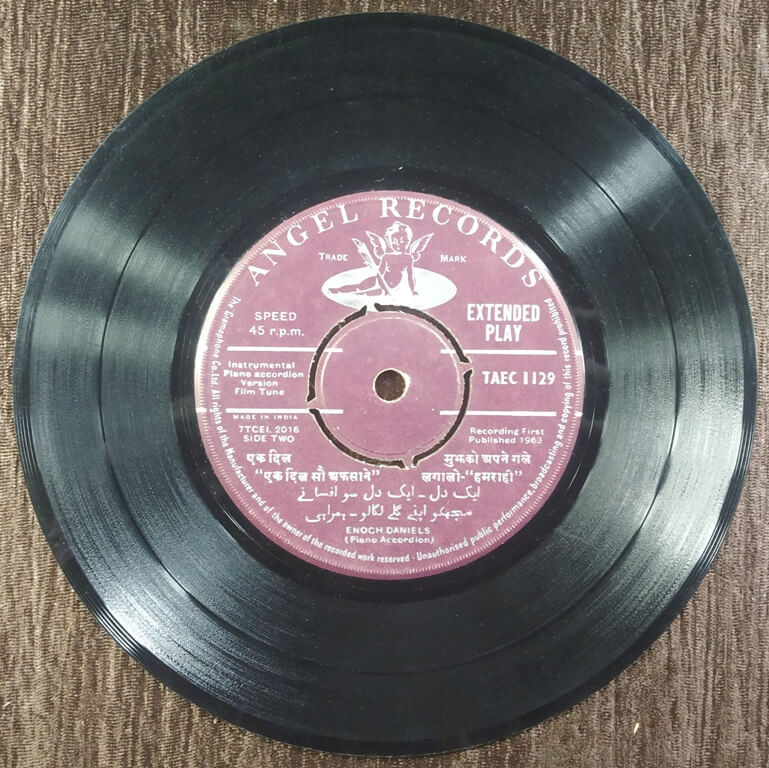 ANGEL RECORDS
TRADE MARK
SPEED
45 r.p.m.
EXTENDED
PLAY
Instrumental
Piano accordion
Version
Film Tune
TAEC 1129
MADE IN INDIA
7TCEI. 2016
SIDE TWO
Recording First
Published 1963
एक दिल
"एक दिल सौ अफ़साने"
मुझको अपने गले
लगालो-"हमराही"
ایک دل - ایک دل سو افسانے
میجھکو اپنے گلے لگالو - ہمراہی
ENOCH DANIELS
(Piano Accordion)
The Gramophone Co. Ltd. All rights of the Manufacturer and of the owner of the recorded work reserved - Unauthorised public performance, broadcasting and copying of this record prohibited